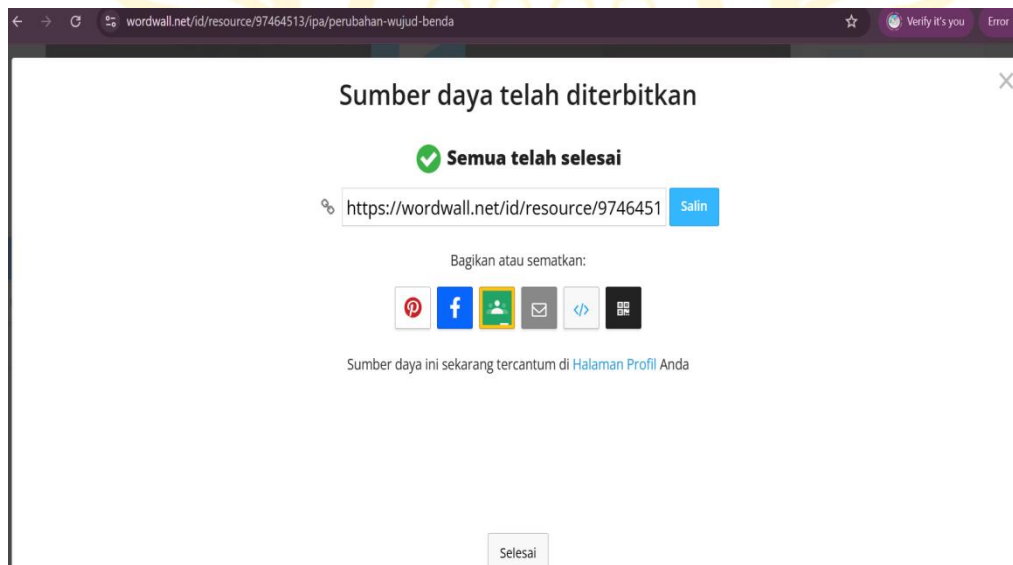 wordwall.net/id/resource/97464513/ipa/perubahan-wujud-benda
Verify it's you
Error
Sumber daya telah diterbitkan
Semua telah selesai
https://wordwall.net/id/resource/9746451
Salin
Bagikan atau sematkan:
f
</>
Sumber daya ini sekarang tercantum di Halaman Profil Anda
Selesai